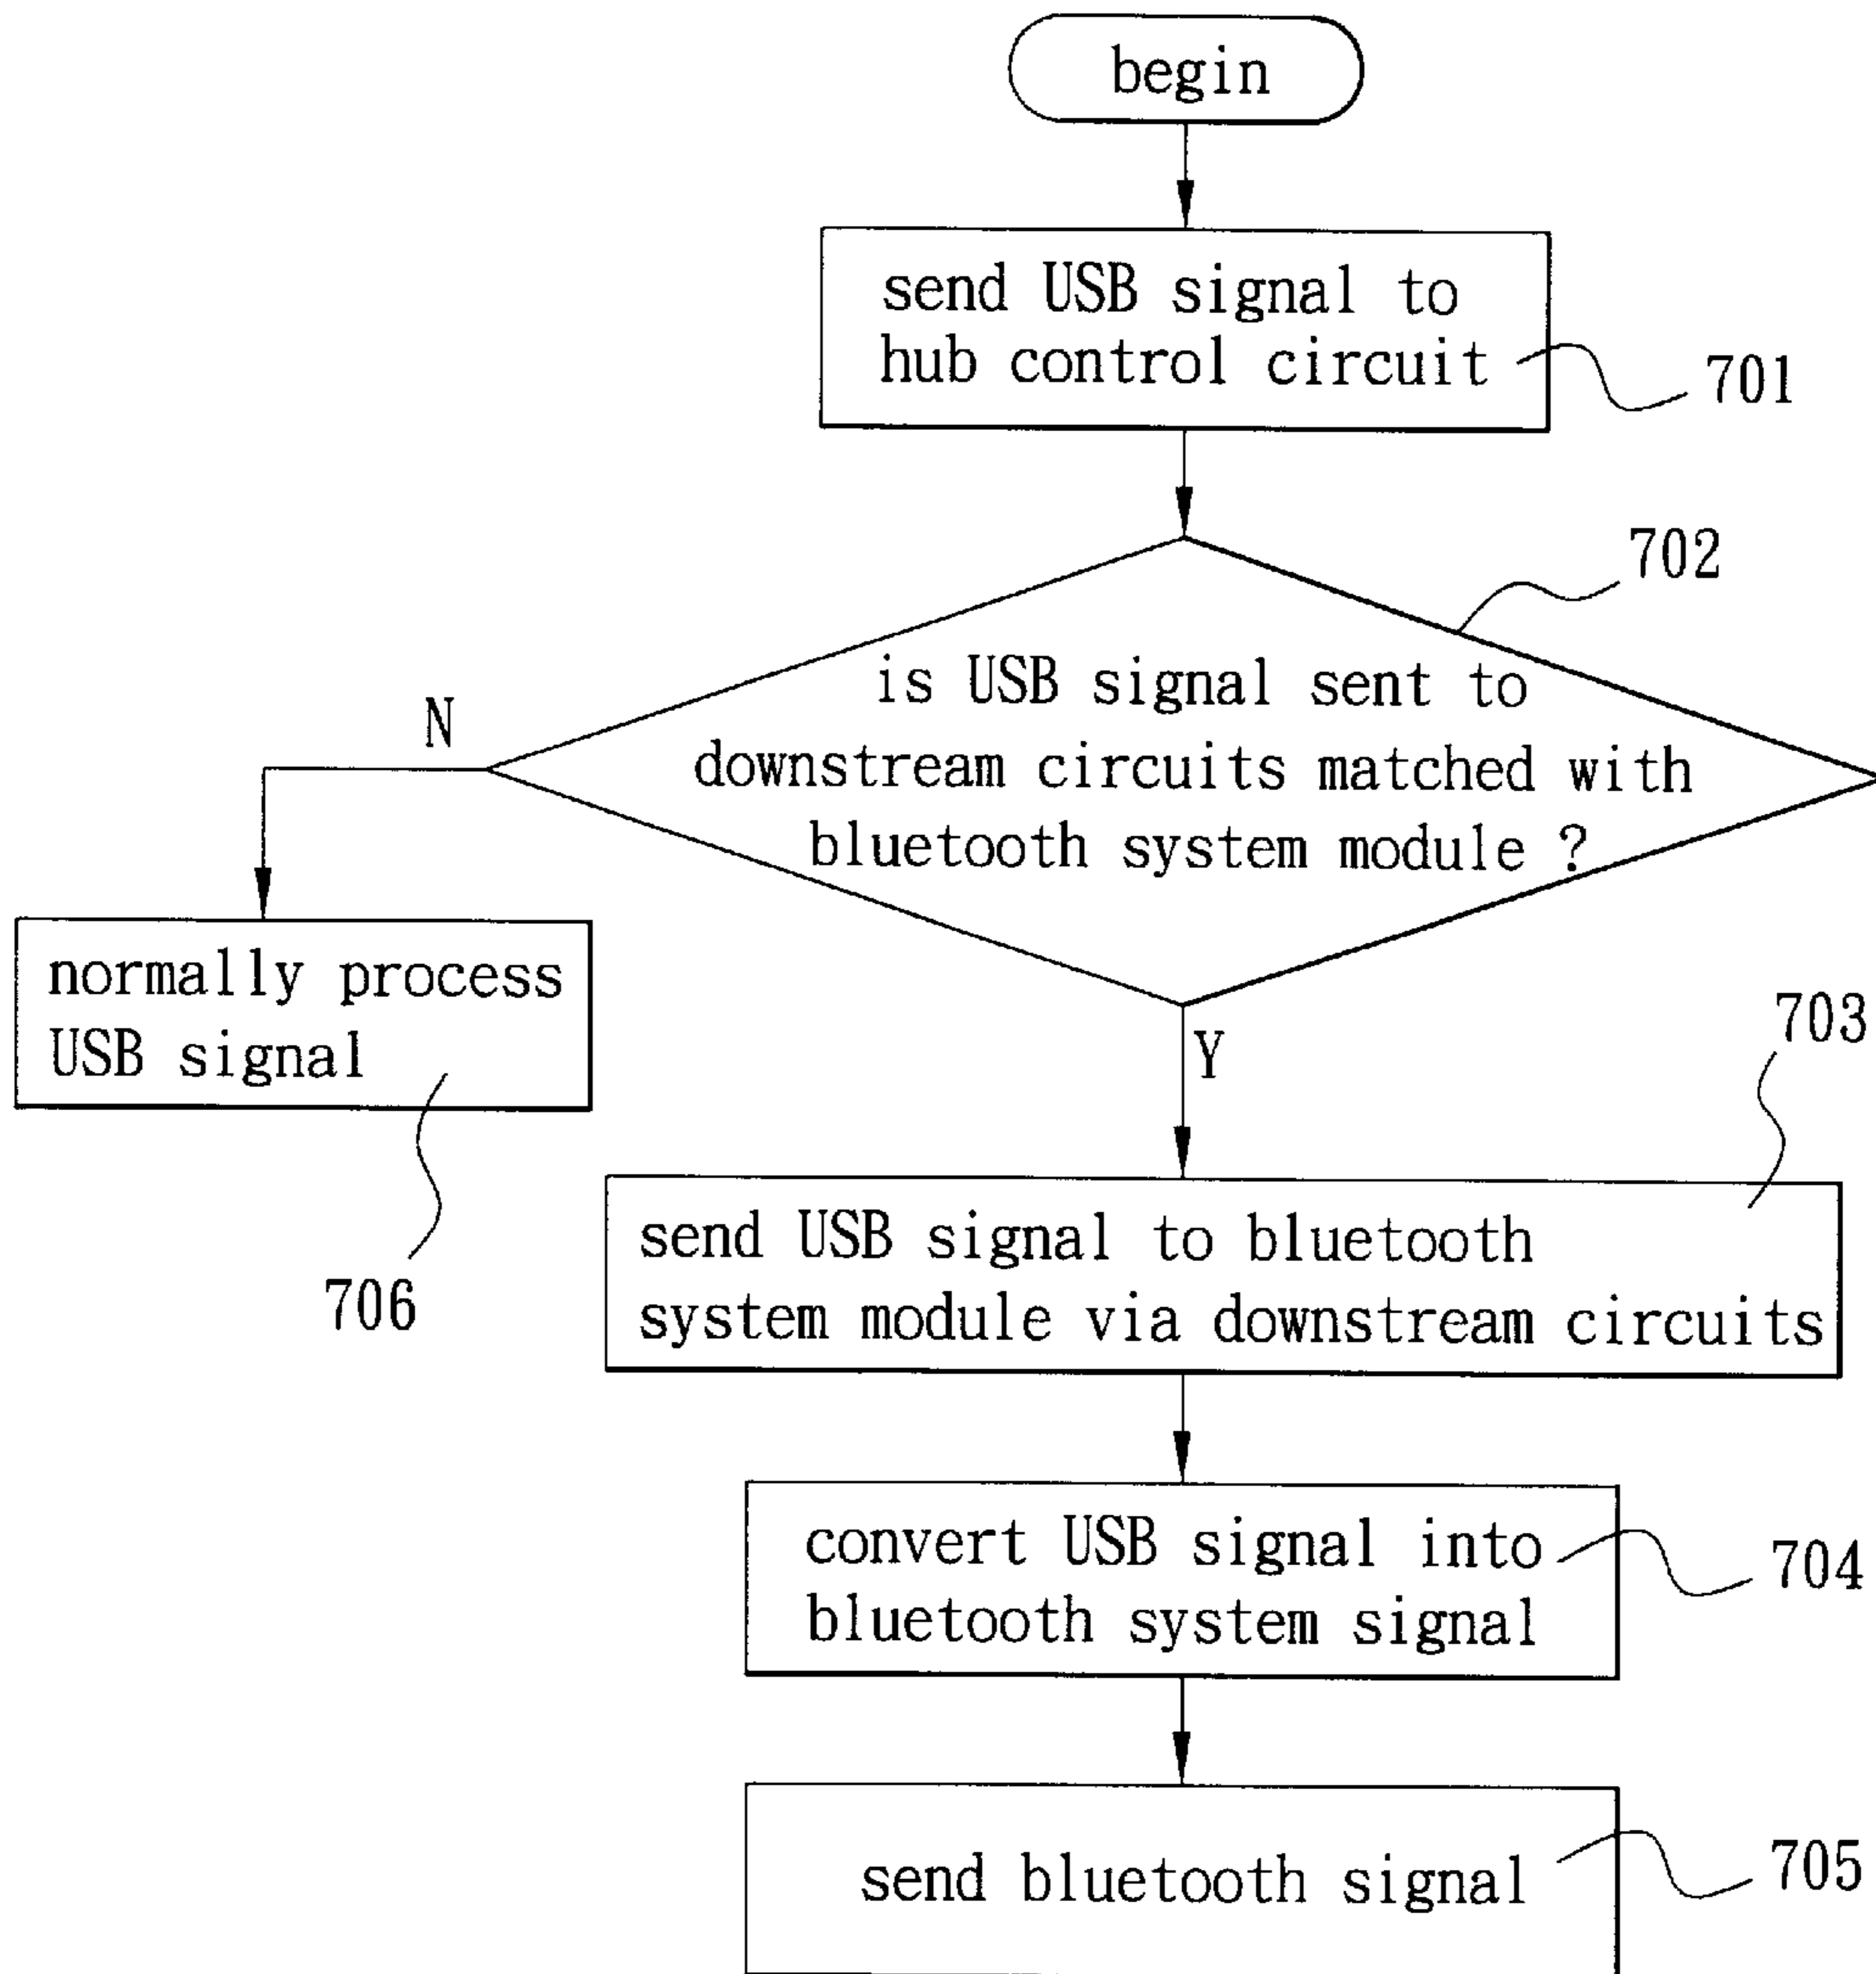 begin
send USB signal to
hub control circuit
701
702
is USB signal sent to
downstream circuits matched with
bluetooth system module ?
N
Y
normally process
USB signal
706
703
send USB signal to bluetooth
system module via downstream circuits
convert USB signal into
bluetooth system signal
704
send bluetooth signal
705